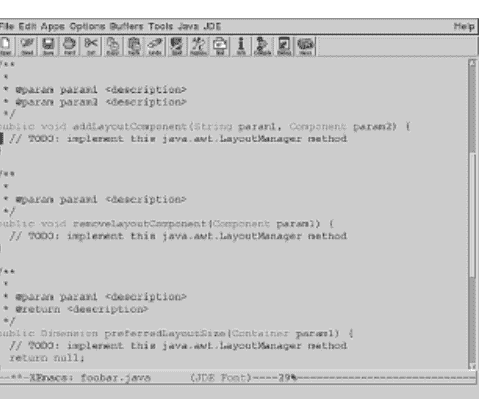 File Edit Apps Options Buffers Tools Java JDE Help
/**
*
* @param param1 <description>
* @param param2 <description>
*/
public void addLayoutComponent(String param1, Component param2) {
// TODO: implement this java.awt.LayoutManager method
}
/**
*
* @param param1 <description>
*/
public void removeLayoutComponent(Component param1) {
// TODO: implement this java.awt.LayoutManager method
}
/**
*
* @param param1 <description>
* @return <description>
*/
public Dimension preferredLayoutSize(Container param1) {
// TODO: implement this java.awt.LayoutManager method
return null;
--**-XEmacs: foobar.java (JDE Font)----29%----